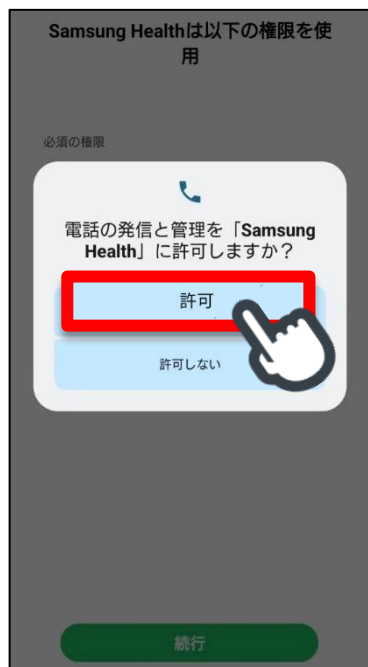 Samsung Healthは以下の権限を使
用
必須の権限
電話の発信と管理を「Samsung
Health」に許可しますか？
許可
許可しない
続行